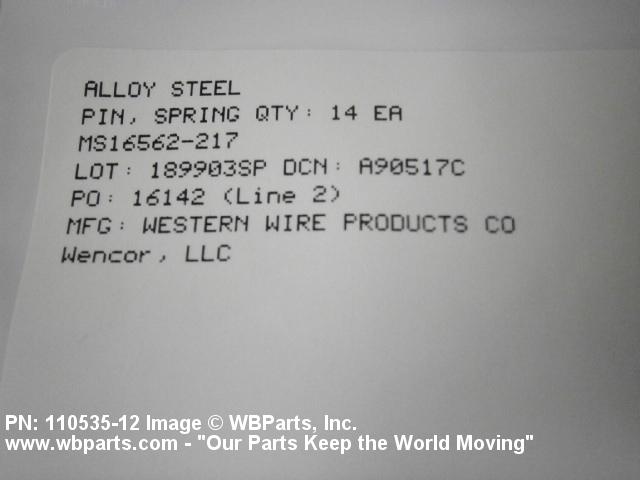 ALLOY STEEL
PIN, SPRING QTY: 14 EA
MS16562-217
LOT: 189903SP DCN: A90517C
PO: 16142 (Line 2)
MFG: WESTERN WIRE PRODUCTS CO
Wencor, LLC
PN: 110535-12 Image © WBParts, Inc.
www.wbparts.com - "Our Parts Keep the World Moving"